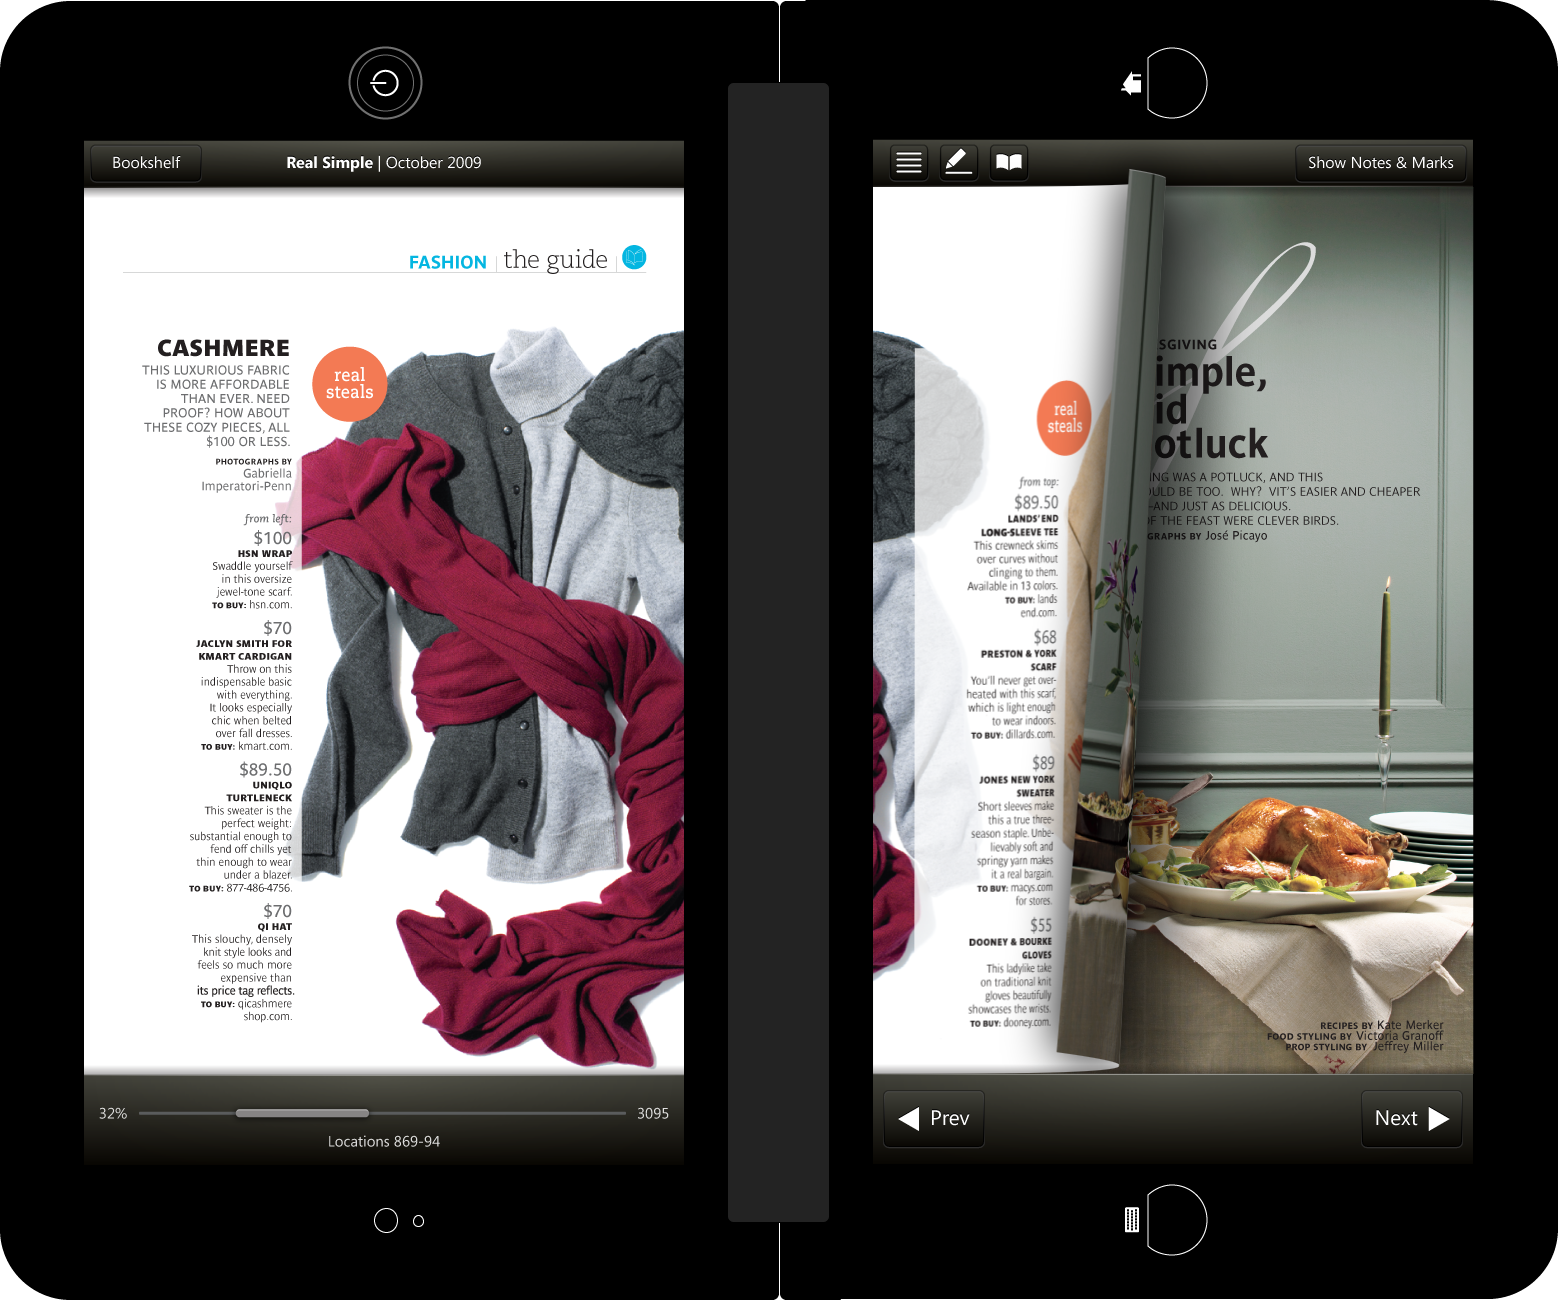 Bookshelf
Real Simple | October 2009
FASHION | the guide
CASHMERE
THIS LUXURIOUS FABRIC
IS MORE AFFORDABLE
THAN EVER. NEED
PROOF? HOW ABOUT
THESE COZY PIECES, ALL
$100 OR LESS.
PHOTOGRAPHS BY
Gabriella
Imperatori-Penn
real
steals
from left:
$100
HSN WRAP
Swaddle yourself
in this oversize
jewel-tone scarf.
TO BUY: hsn.com.
$70
JACLYN SMITH FOR
KMART CARDIGAN
Throw on this
indispensable basic
with everything.
It looks especially
chic when belted
over fall dresses.
TO BUY: kmart.com.
$89.50
UNIQLO
TURTLENECK
This sweater is the
perfect weight:
substantial enough to
fend off chills yet
thin enough to wear
under a blazer.
TO BUY: 877-486-4756.
$70
QI HAT
This slouchy, densely
knit style looks and
feels so much more
expensive than
its price tag reflects.
TO BUY: qicashmere
shop.com.
32%
3095
Locations 869-94
Show Notes & Marks
real
steals
from top:
$89.50
LANDS' END
LONG-SLEEVE TEE
This crewneck skims
over curves without
clinging to them.
Available in 13 colors.
TO BUY: lands
end.com.
$68
PRESTON & YORK
SCARF
You'll never get over-
heated with this scarf,
which is light enough
to wear indoors.
TO BUY: dillards.com.
$89
JONES NEW YORK
SWEATER
Short sleeves make
this a true three-
season staple. Unbe-
lievably soft and
springy yarn makes
it a real bargain.
TO BUY: macys.com
for stores.
$55
DOONEY & BOURKE
GLOVES
This ladylike take
on traditional knit
gloves beautifully
showcases the wrists.
TO BUY: dooney.com.
SGIVING
imple,
id
otluck
ING WAS A POTLUCK, AND THIS
OULD BE TOO. WHY? VIT'S EASIER AND CHEAPER
–AND JUST AS DELICIOUS.
OF THE FEAST WERE CLEVER BIRDS.
GRAPHS BY José Picayo
RECIPES BY Kate Merker
FOOD STYLING BY Victoria Granoff
PROP STYLING BY Jeffrey Miller
Prev
Next